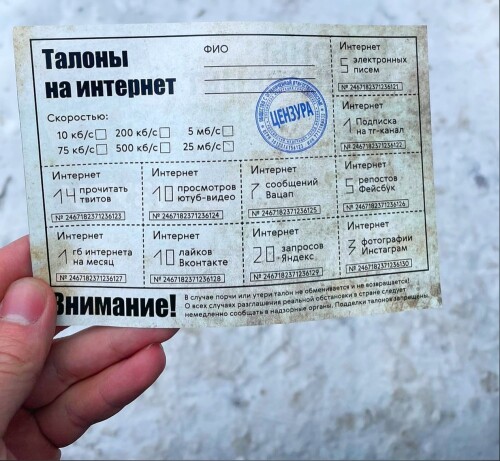 Талоны
на интернет
ФИО
Скоростью:
10 кб/с 200 кб/с 5 мб/с
75 кб/с 500 кб/с 25 мб/с
ЦЕНЗУРА
Интернет
5 электронных
писем
№ 2467182371236121
Интернет
1 Подписка
на тг-канал
№ 2467182371236122
Интернет
14 прочитать
твитов
№ 2467182371236123
Интернет
10 просмотров
ютуб-видео
№ 2467182371236124
Интернет
7 сообщений
Вацап
№ 2467182371236125
Интернет
5 репостов
Фейсбук
№ 2467182371236126
Интернет
1 гб интернета
на месяц
№ 2467182371236127
Интернет
10 лайков
Вконтакте
№ 2467182371236128
Интернет
20 запросов
Яндекс
№ 2467182371236129
Интернет
3 фотографии
Инстаграм
№ 2467182371236130
Внимание!
В случае порчи или утери талон не обменивается и не возвращается!
О всех случаях разглашения реальной обстановки в стране следует
немедленно сообщать в надзорные органы. Подделки талонов запрещены.